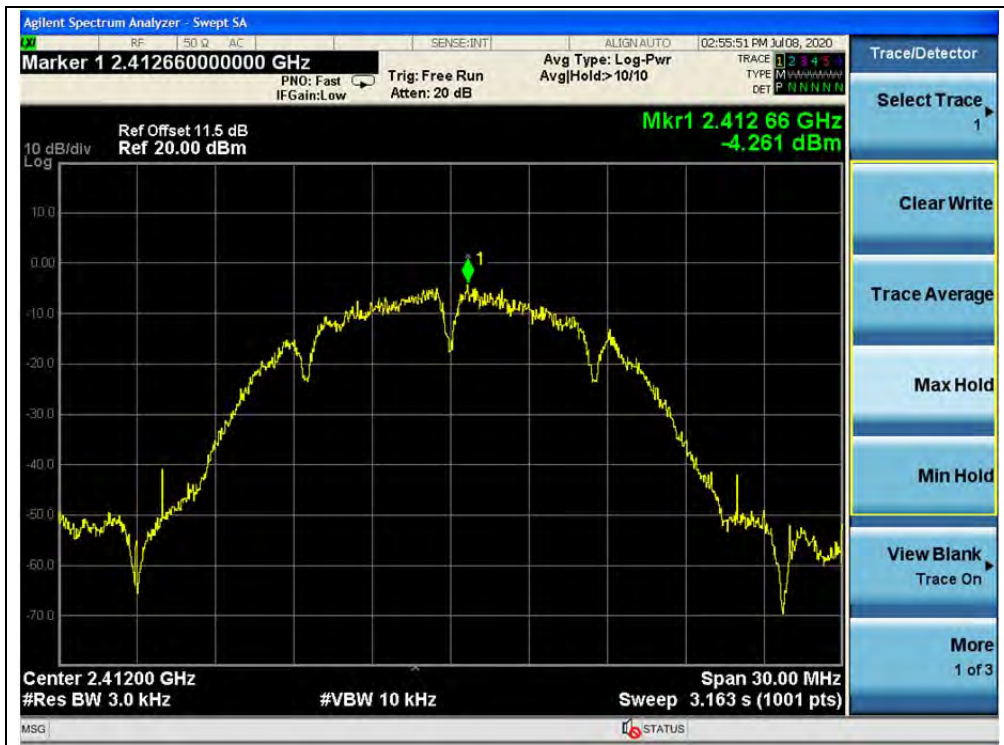 Agilent Spectrum Analyzer - Swept SA
LXI RF 50 Ω AC SENSE:INT ALIGN AUTO 02:55:51 PM Jul 08, 2020
Marker 1 2.412660000000 GHz
PNO: Fast
IFGain:Low
Trig: Free Run
Atten: 20 dB
Avg Type: Log-Pwr
Avg|Hold:>10/10
TRACE 1 2 3 4 5 6
TYPE M
DET P N N N N N
Mkr1 2.412 66 GHz
-4.261 dBm
Ref Offset 11.5 dB
10 dB/div Ref 20.00 dBm
Log
10.0
0.00
-10.0
-20.0
-30.0
-40.0
-50.0
-60.0
-70.0
1
Center 2.41200 GHz Span 30.00 MHz
#Res BW 3.0 kHz #VBW 10 kHz Sweep 3.163 s (1001 pts)
MSG STATUS
Trace/Detector
Select Trace
1
Clear Write
Trace Average
Max Hold
Min Hold
View Blank
Trace On
More
1 of 3